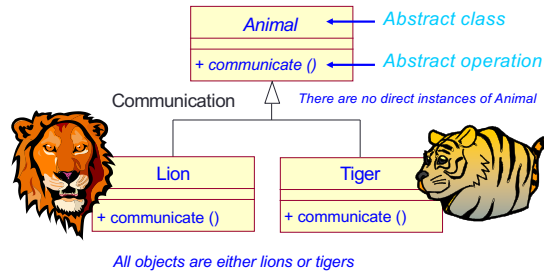 Animal
Abstract class
+ communicate ()
Abstract operation
Communication
There are no direct instances of Animal
Lion
Tiger
+ communicate ()
+ communicate ()
All objects are either lions or tigers